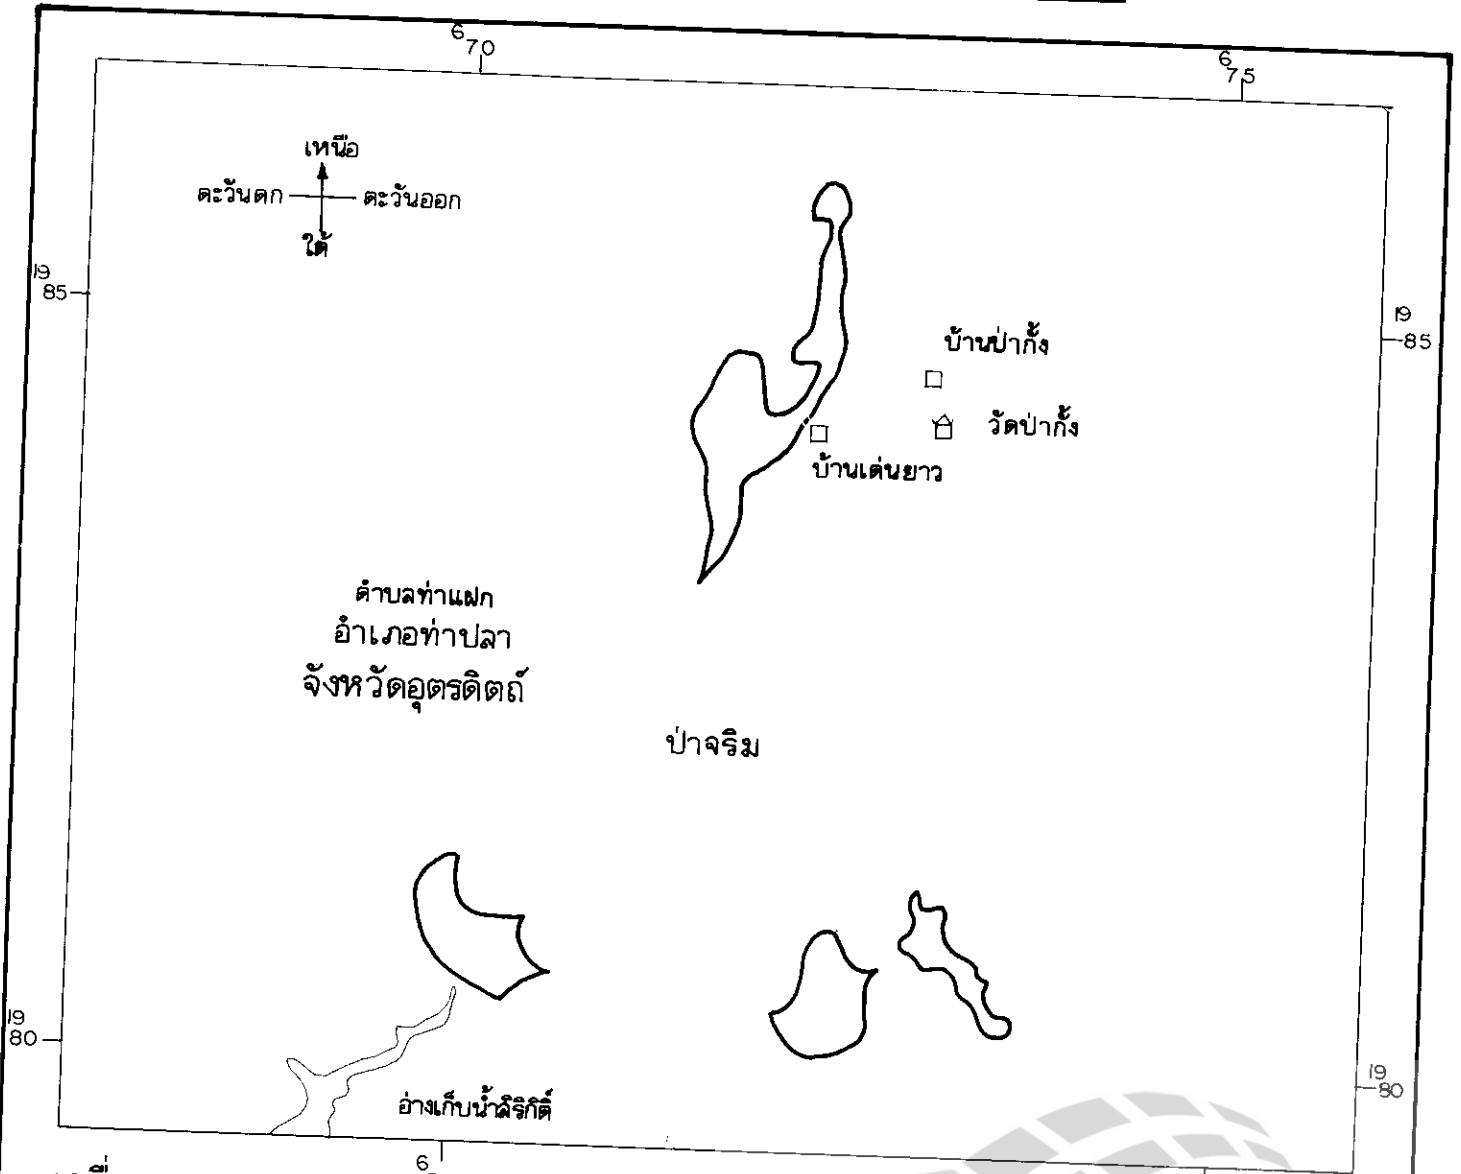 6 70
6 75
เหนือ
ตะวันตก ตะวันออก
ใต้
19 85
19 85
บ้านป่ากั้ง
วัดป่ากั้ง
บ้านเด่นยาว
ตำบลท่าแฝก
อำเภอท่าปลา
จังหวัดอุตรดิตถ์
ป่าจริม
19 80
19 80
อ่างเก็บน้ำสิริกิติ์
6